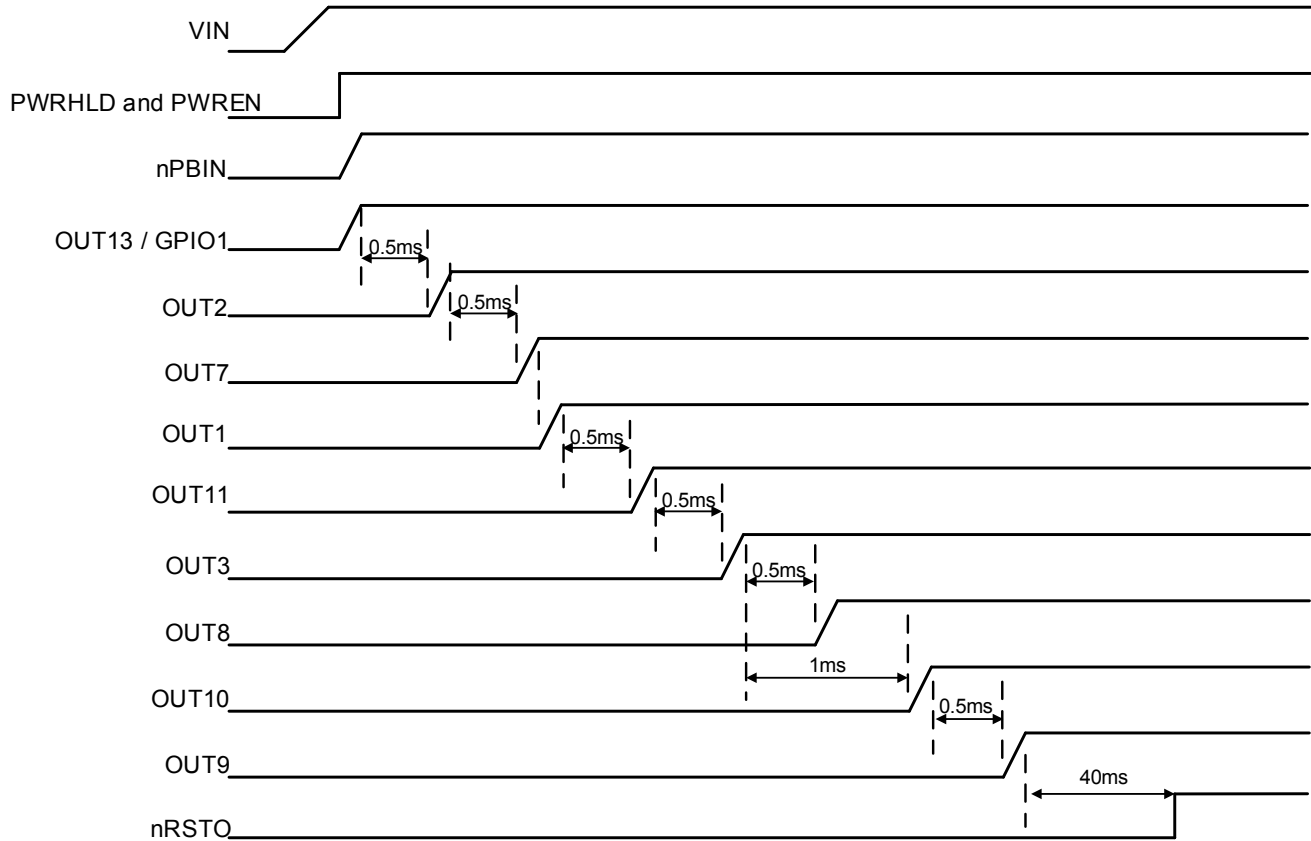 VIN
PWRHLD and PWREN
nPBIN
OUT13 / GPIO1
0.5ms
OUT2
0.5ms
OUT7
OUT1
0.5ms
OUT11
0.5ms
OUT3
0.5ms
OUT8
1ms
OUT10
0.5ms
OUT9
40ms
nRSTO